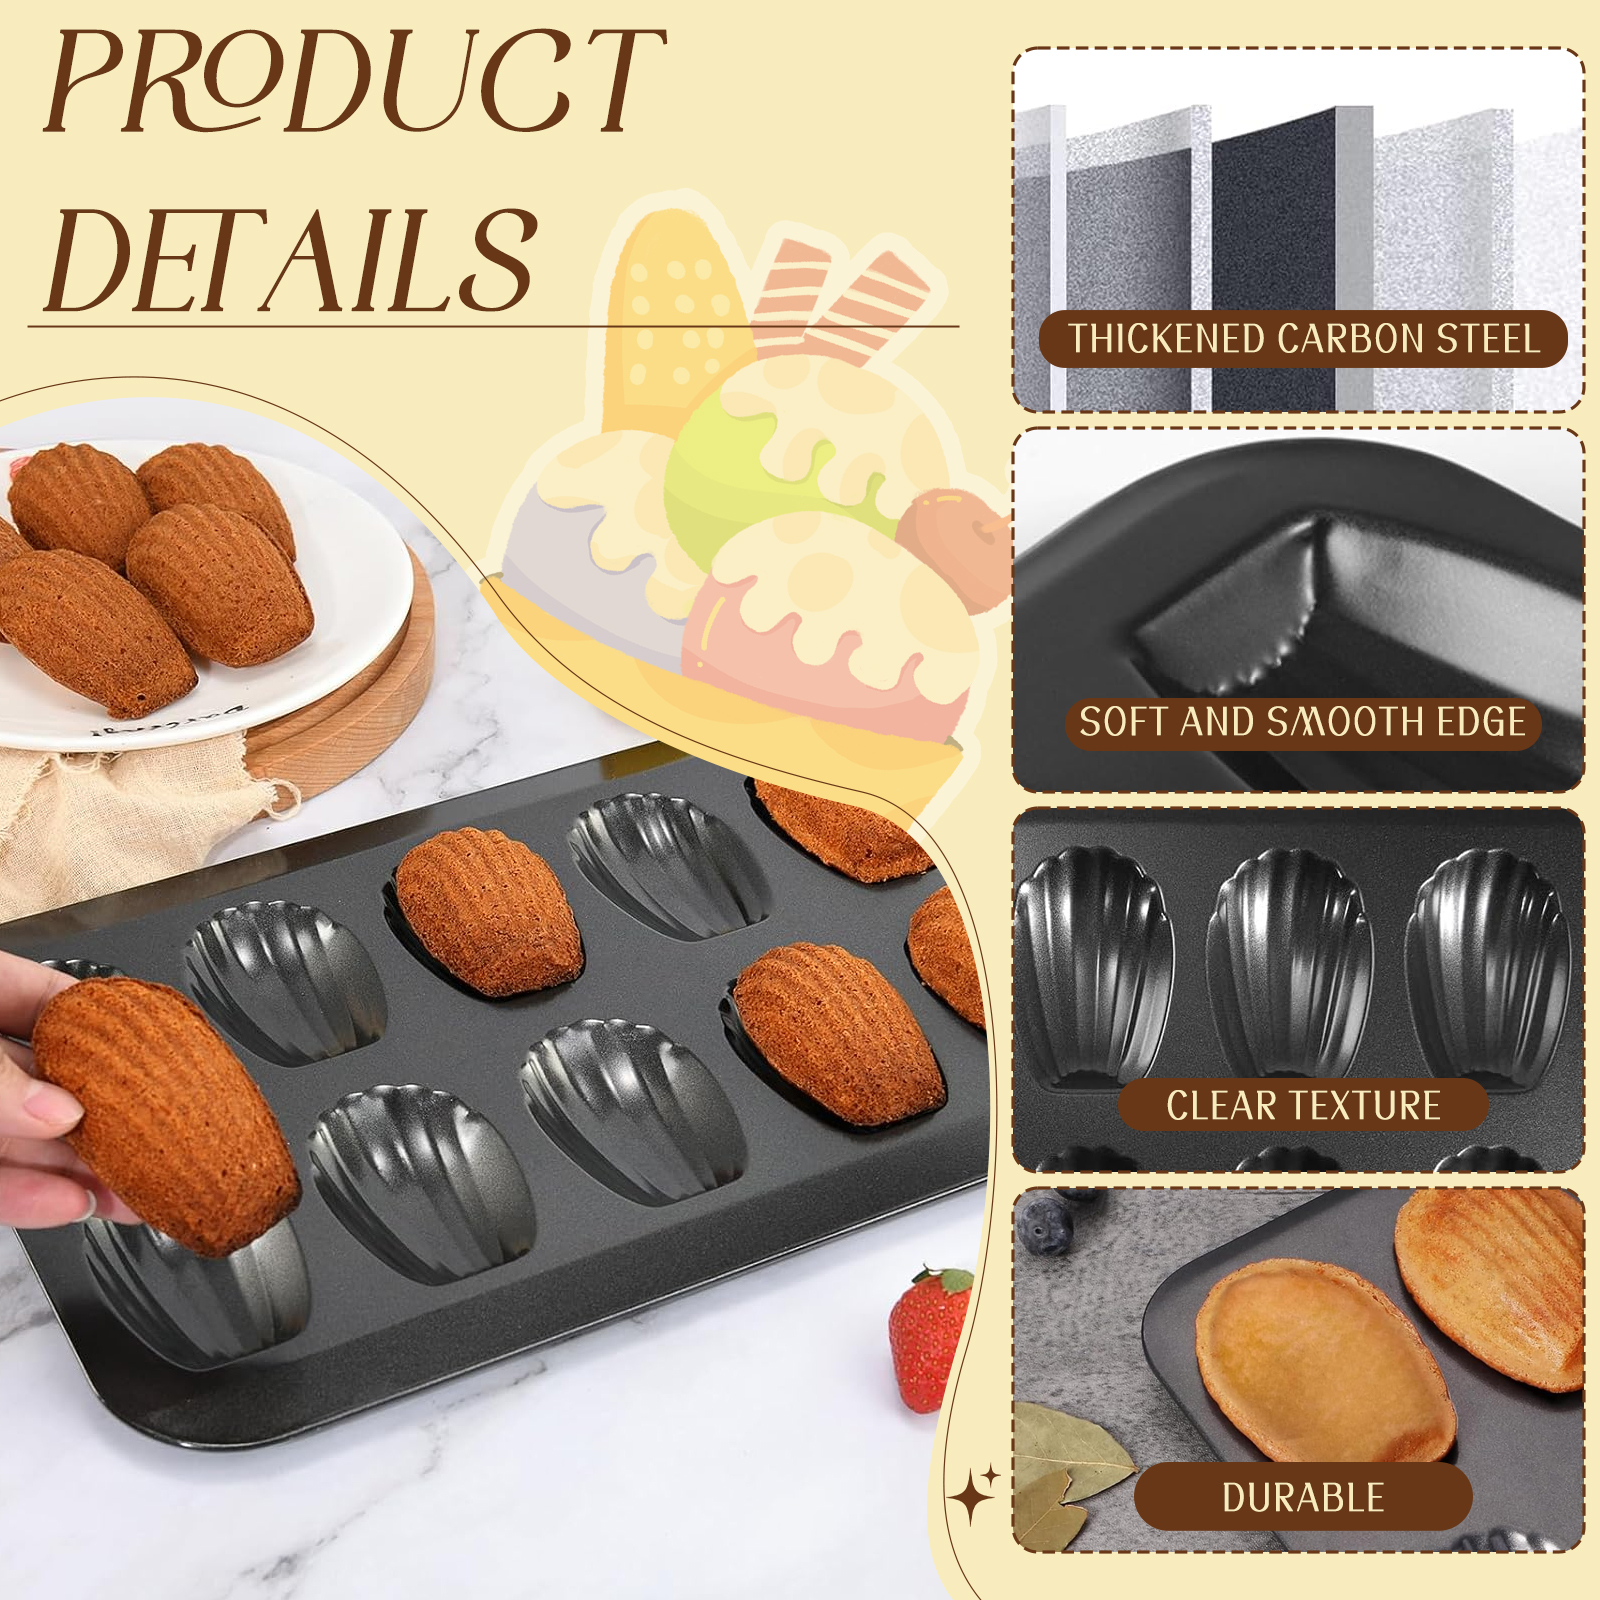 PRODUCT
DETAILS
THICKENED CARBON STEEL
SOFT AND SMOOTH EDGE
CLEAR TEXTURE
DURABLE